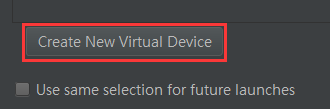 Create New Virtual Device
Use same selection for future launches